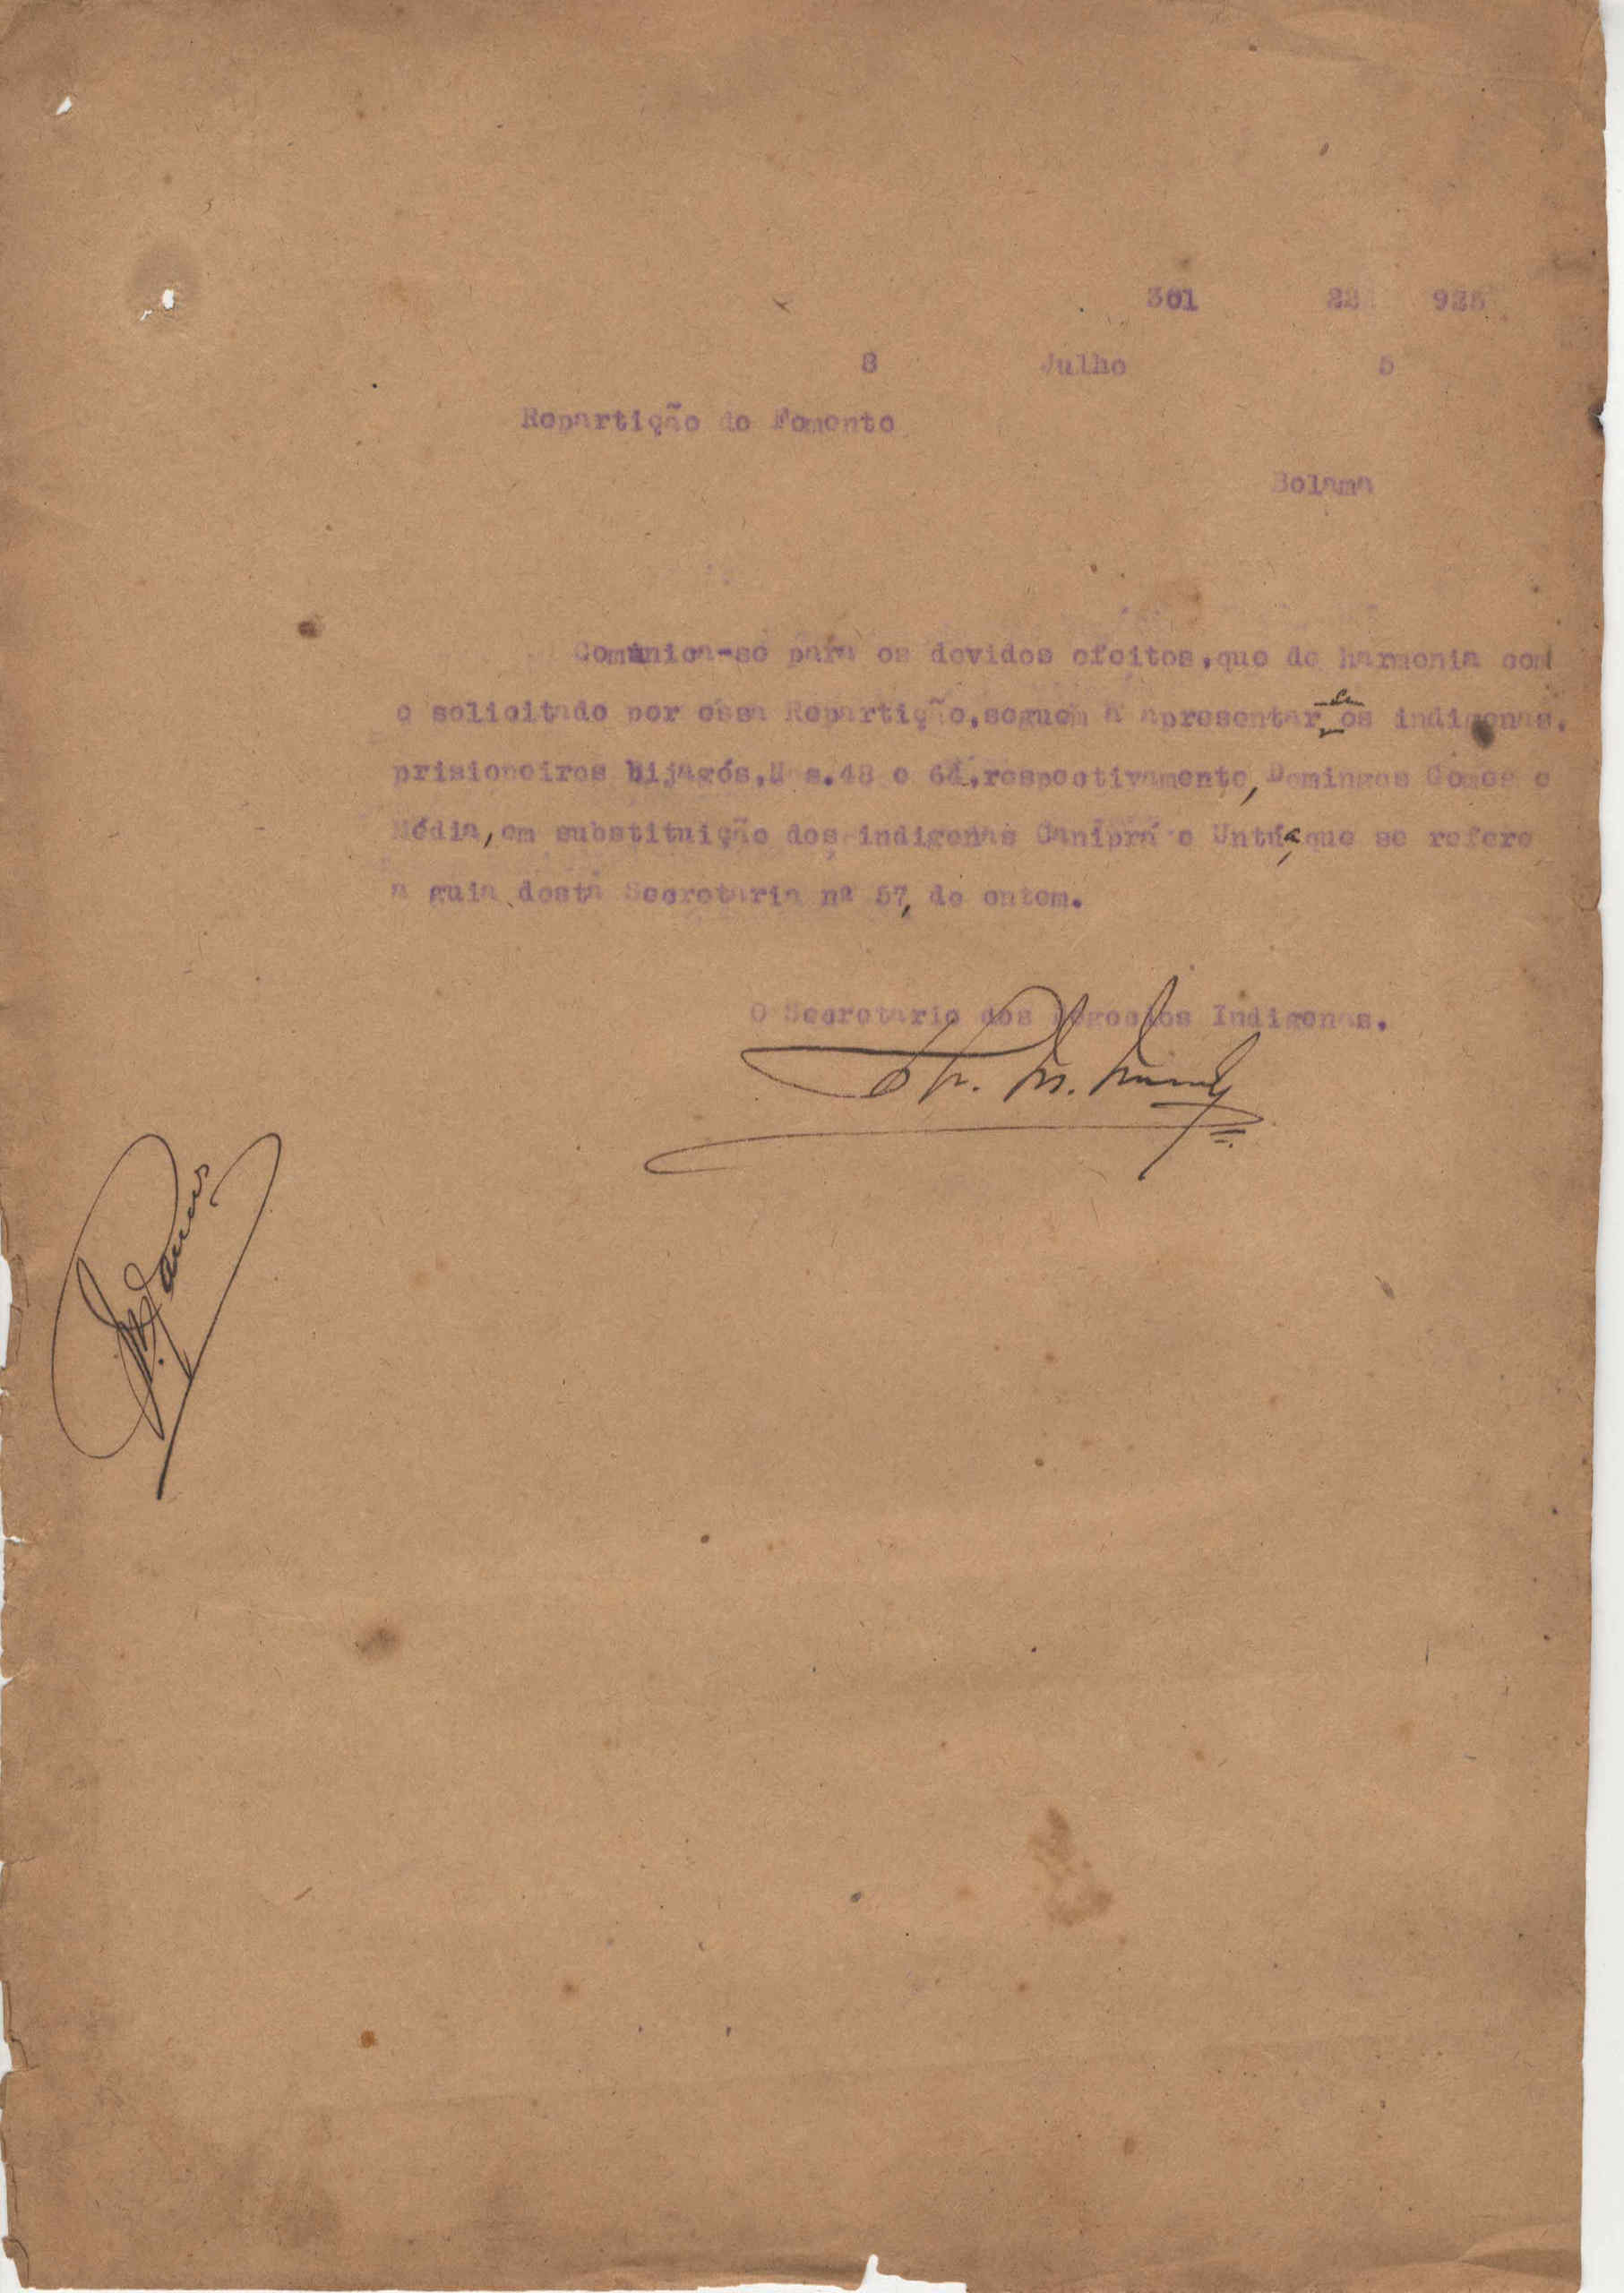 301 22 925
8 Julho 5
Repartição do Fomento
Bolama
Comunica-se para os devidos efeitos,que de harmonia com
o solicitado por essa Repartição,seguem a apresentar-se os indigenas,
prisioneiros bijagós,N s.48 e 64,respectivamente, Domingos Gomes e
Média, em substituição dos indigenas Caniprá e Untú a que se refere
a guia desta Secretaria nº 57, de ontem.
O Secretario dos Negocios Indigenas.